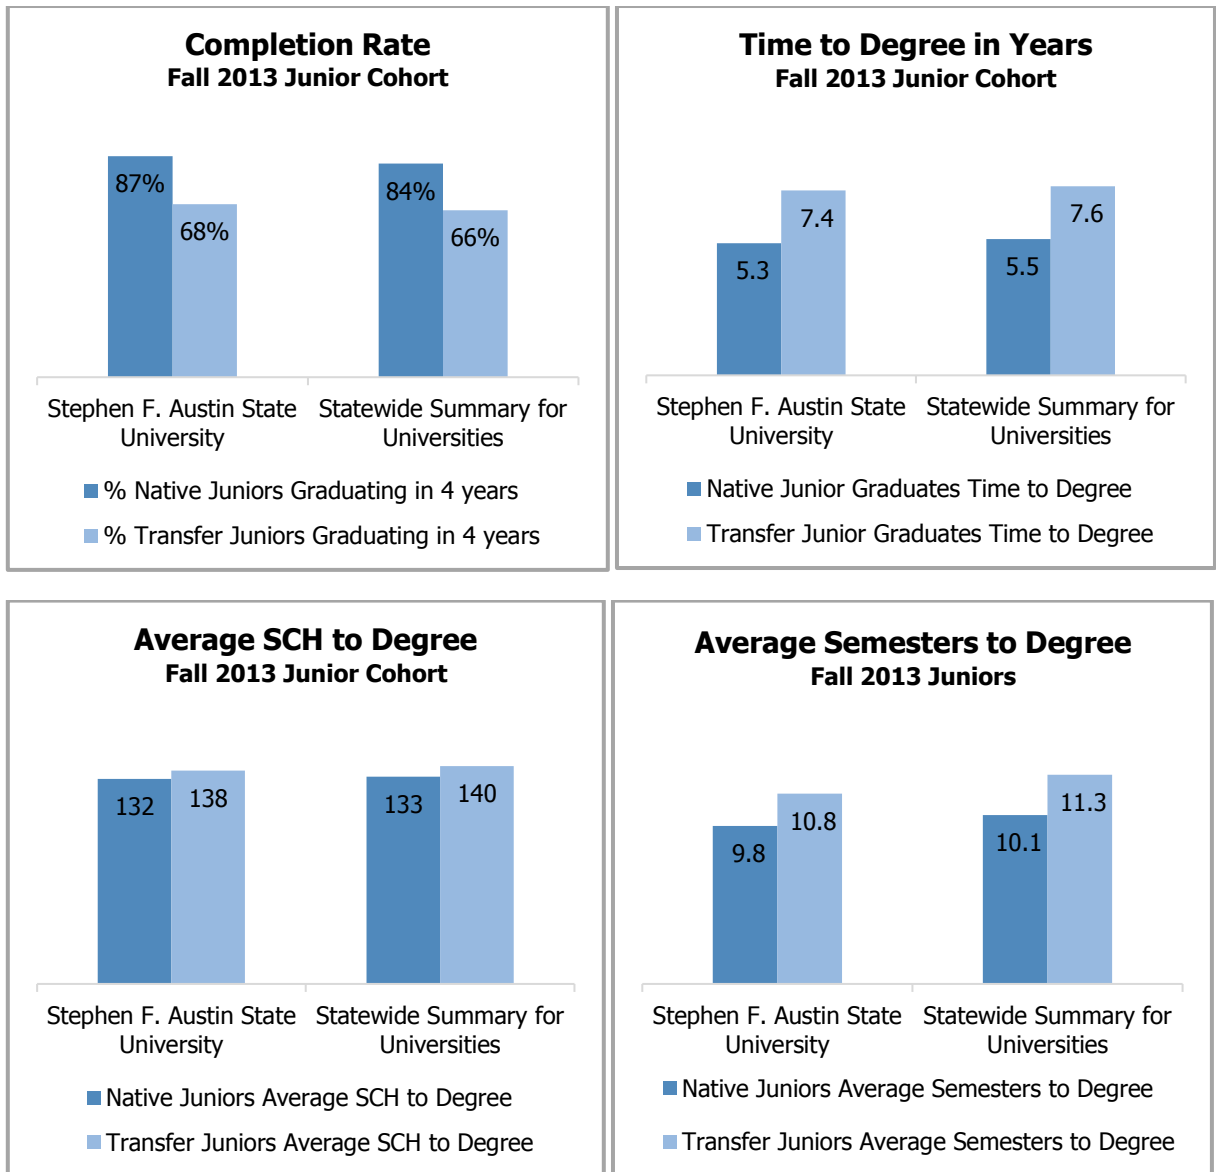 Completion Rate
Fall 2013 Junior Cohort
87%
68%
84%
66%
Stephen F. Austin State
University
Statewide Summary for
Universities
% Native Juniors Graduating in 4 years
% Transfer Juniors Graduating in 4 years
Time to Degree in Years
Fall 2013 Junior Cohort
5.3
7.4
5.5
7.6
Stephen F. Austin State
University
Statewide Summary for
Universities
Native Junior Graduates Time to Degree
Transfer Junior Graduates Time to Degree
Average SCH to Degree
Fall 2013 Junior Cohort
132
138
133
140
Stephen F. Austin State
University
Statewide Summary for
Universities
Native Juniors Average SCH to Degree
Transfer Juniors Average SCH to Degree
Average Semesters to Degree
Fall 2013 Juniors
9.8
10.8
10.1
11.3
Stephen F. Austin State
University
Statewide Summary for
Universities
Native Juniors Average Semesters to Degree
Transfer Juniors Average Semesters to Degree